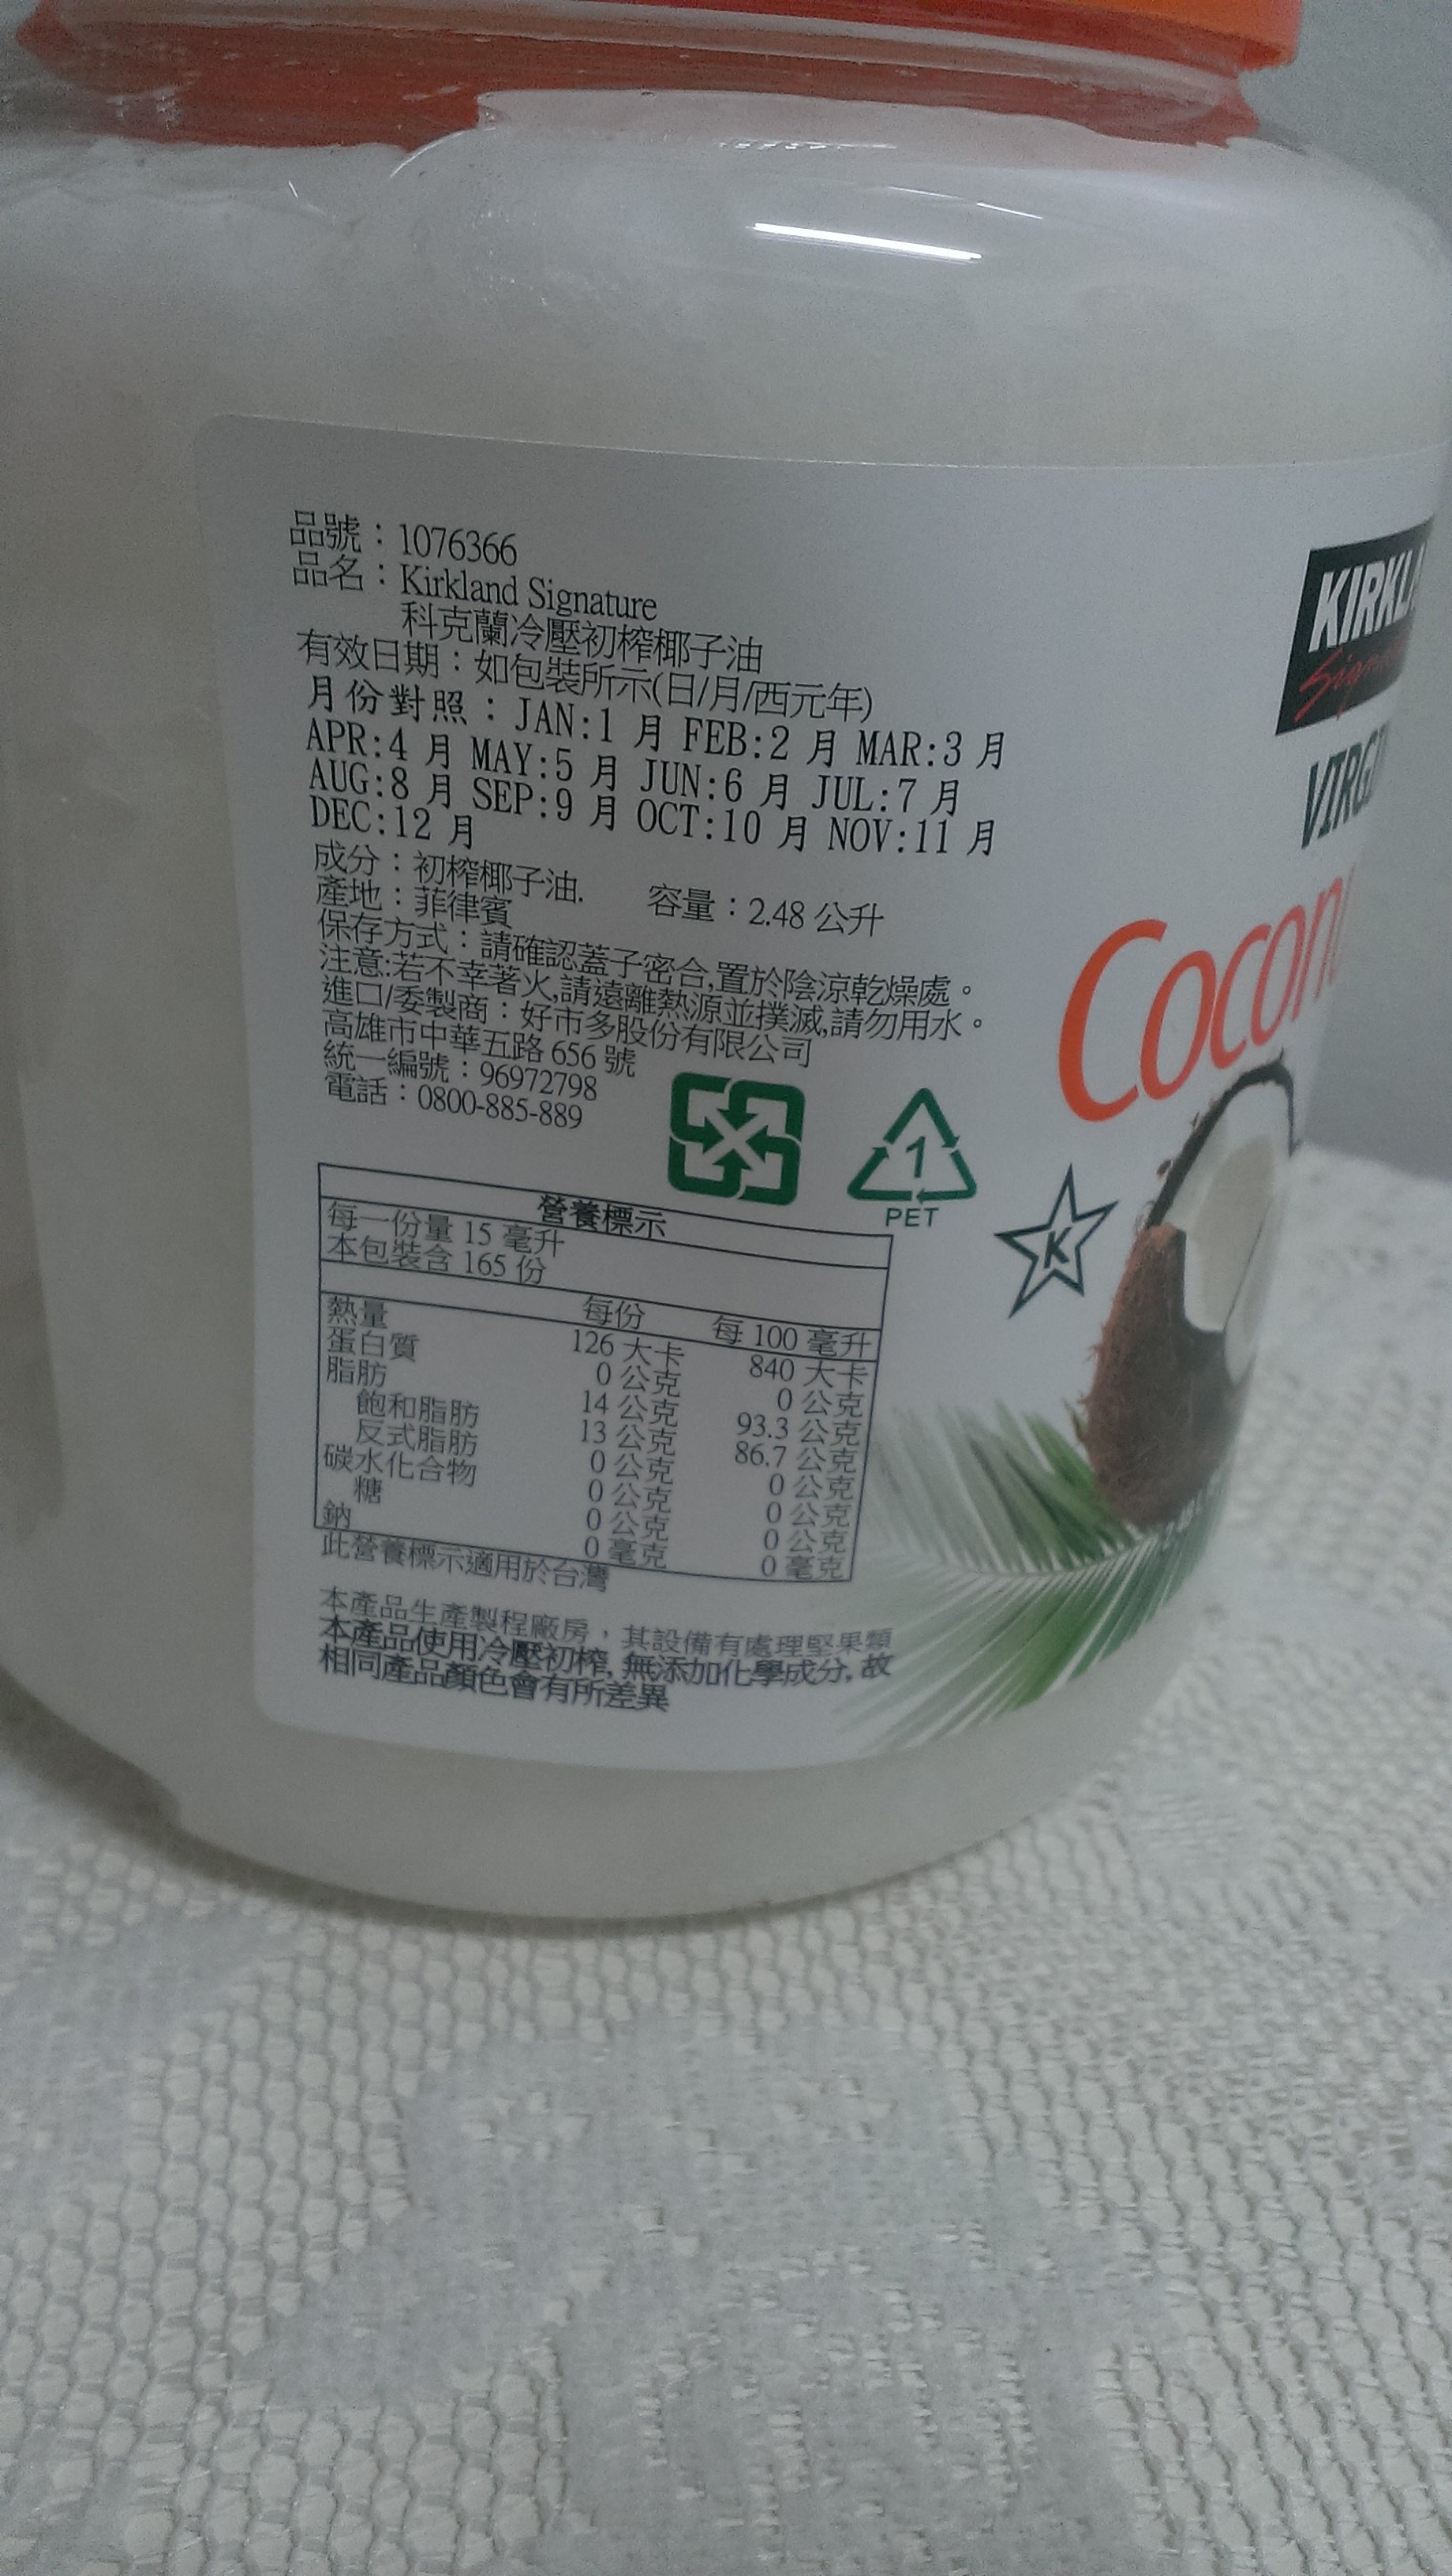 品號：1076366
品名：Kirkland Signature
科克蘭冷壓初榨椰子油
有效日期：如包裝所示(日/月/西元年)
月份對照：JAN:1 月 FEB:2 月 MAR:3 月
APR:4 月 MAY:5 月 JUN:6 月 JUL:7 月
AUG:8 月 SEP:9 月 OCT:10 月 NOV:11 月
DEC:12 月
成分：初榨椰子油. 容量：2.48 公升
產地：菲律賓
保存方式：請確認蓋子密合,置於陰涼乾燥處。
注意:若不幸著火,請遠離熱源並撲滅,請勿用水。
進口/委製商：好市多股份有限公司
高雄市中華五路 656 號
統一編號：96972798
電話：0800-885-889
1
PET
K
營養標示
每一份量 15 毫升
本包裝含 165 份
每份 每 100 毫升
熱量 126 大卡 840 大卡
蛋白質 0 公克 0 公克
脂肪 14 公克 93.3 公克
飽和脂肪 13 公克 86.7 公克
反式脂肪 0 公克 0 公克
碳水化合物 0 公克 0 公克
糖 0 公克 0 公克
鈉 0 毫克 0 毫克
此營養標示適用於台灣
本產品生產製程廠房，其設備有處理堅果類
本產品使用冷壓初榨, 無添加化學成分, 故
相同產品顏色會有所差異
KIRKL
VIRGI
Coconu